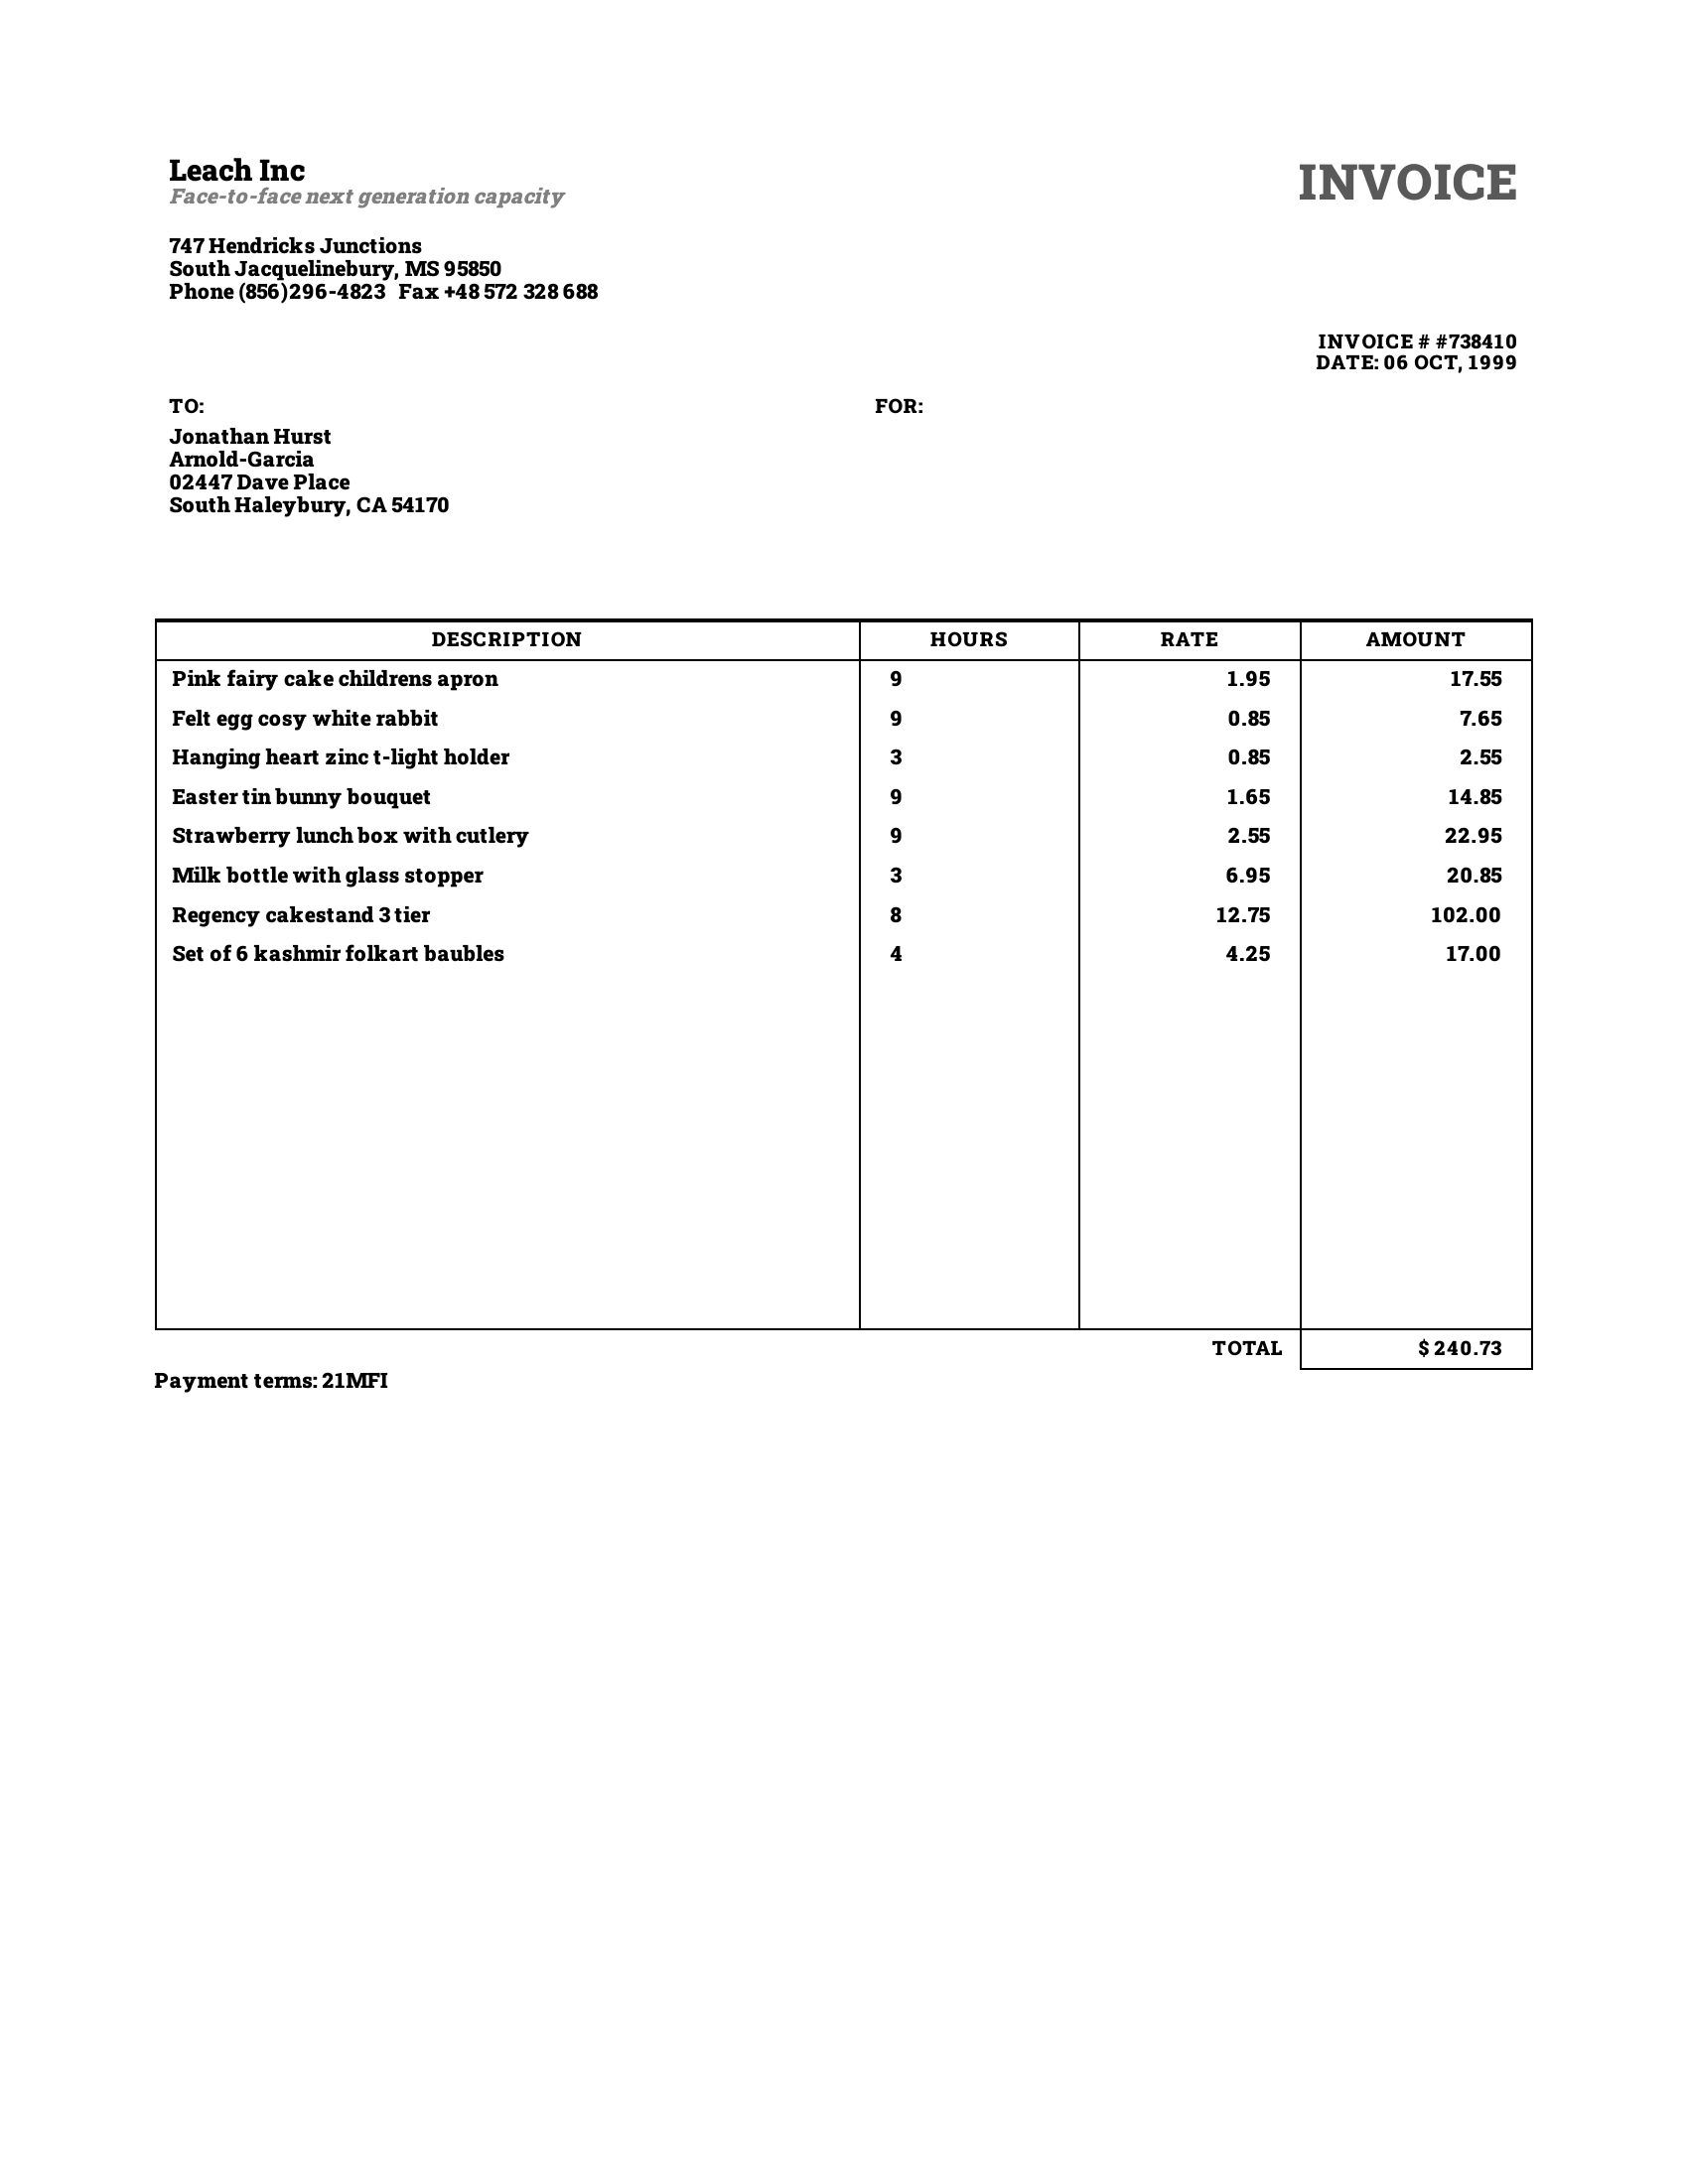 Leach Inc
INVOICE
Face-to-face next generation capacity
747 Hendricks Junctions
South Jacquelinebury, MS 95850
Phone (856)296-4823 Fax +48 572 328 688
INVOICE # #738410
DATE: 06 OCT, 1999
TO:
FOR:
Jonathan Hurst
Arnold-Garcia
02447 Dave Place
South Haleybury, CA 54170
DESCRIPTION HOURS RATE AMOUNT
Pink fairy cake childrens apron 9 1.95 17.55
Felt egg cosy white rabbit 9 0.85 7.65
Hanging heart zinc t-light holder 3 0.85 2.55
Easter tin bunny bouquet 9 1.65 14.85
Strawberry lunch box with cutlery 9 2.55 22.95
Milk bottle with glass stopper 3 6.95 20.85
Regency cakestand 3 tier 8 12.75 102.00
Set of 6 kashmir folkart baubles 4 4.25 17.00
TOTAL $ 240.73
Payment terms: 21MFI